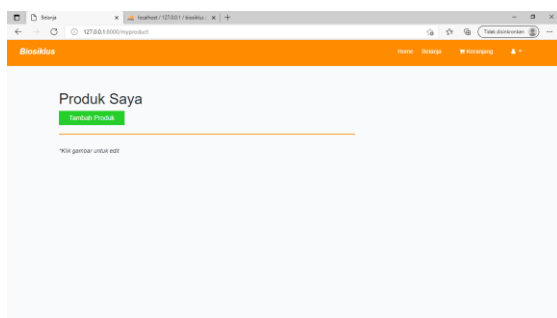 Belanja
localhost / 127.0.0.1 / biosiklus /
127.0.0.1:8000/myproduct
Tidak disinkronkan
Biosiklus
Home Belanja Keranjang
Produk Saya
Tambah Produk
*Klik gambar untuk edit